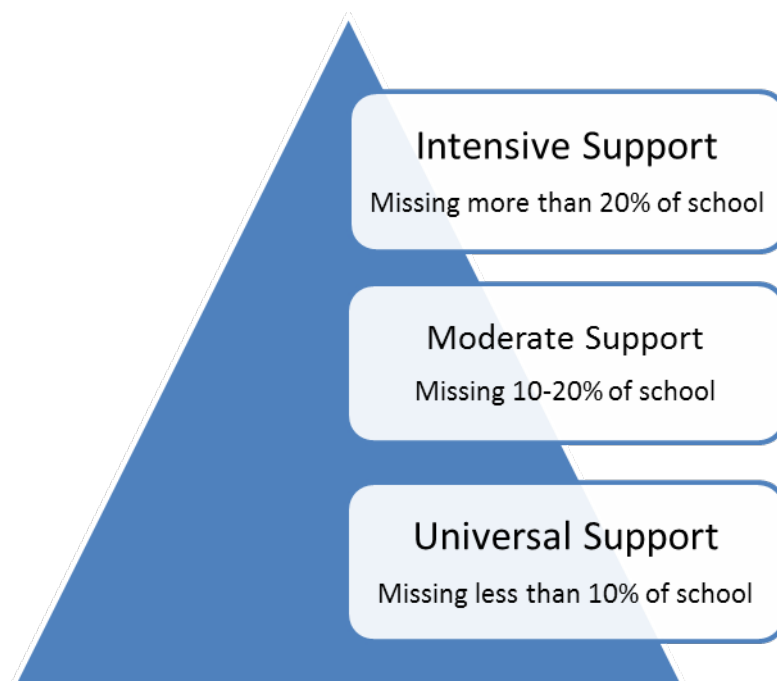 Intensive Support
Missing more than 20% of school
Moderate Support
Missing 10-20% of school
Universal Support
Missing less than 10% of school